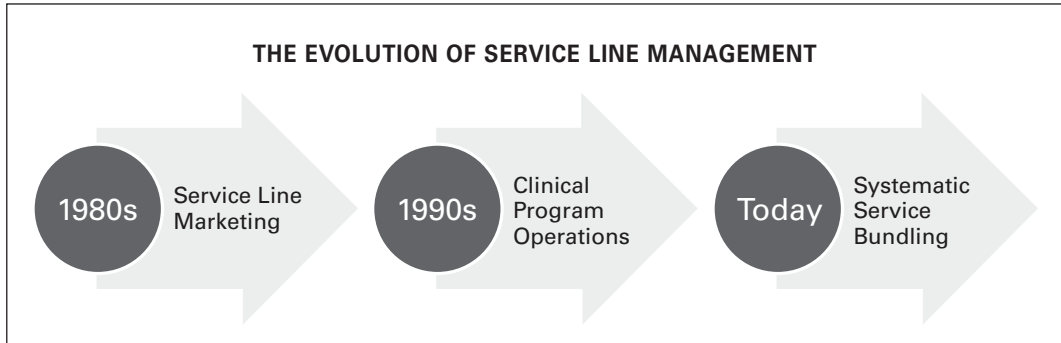 THE EVOLUTION OF SERVICE LINE MANAGEMENT
1980s
Service Line
Marketing
1990s
Clinical
Program
Operations
Today
Systematic
Service
Bundling